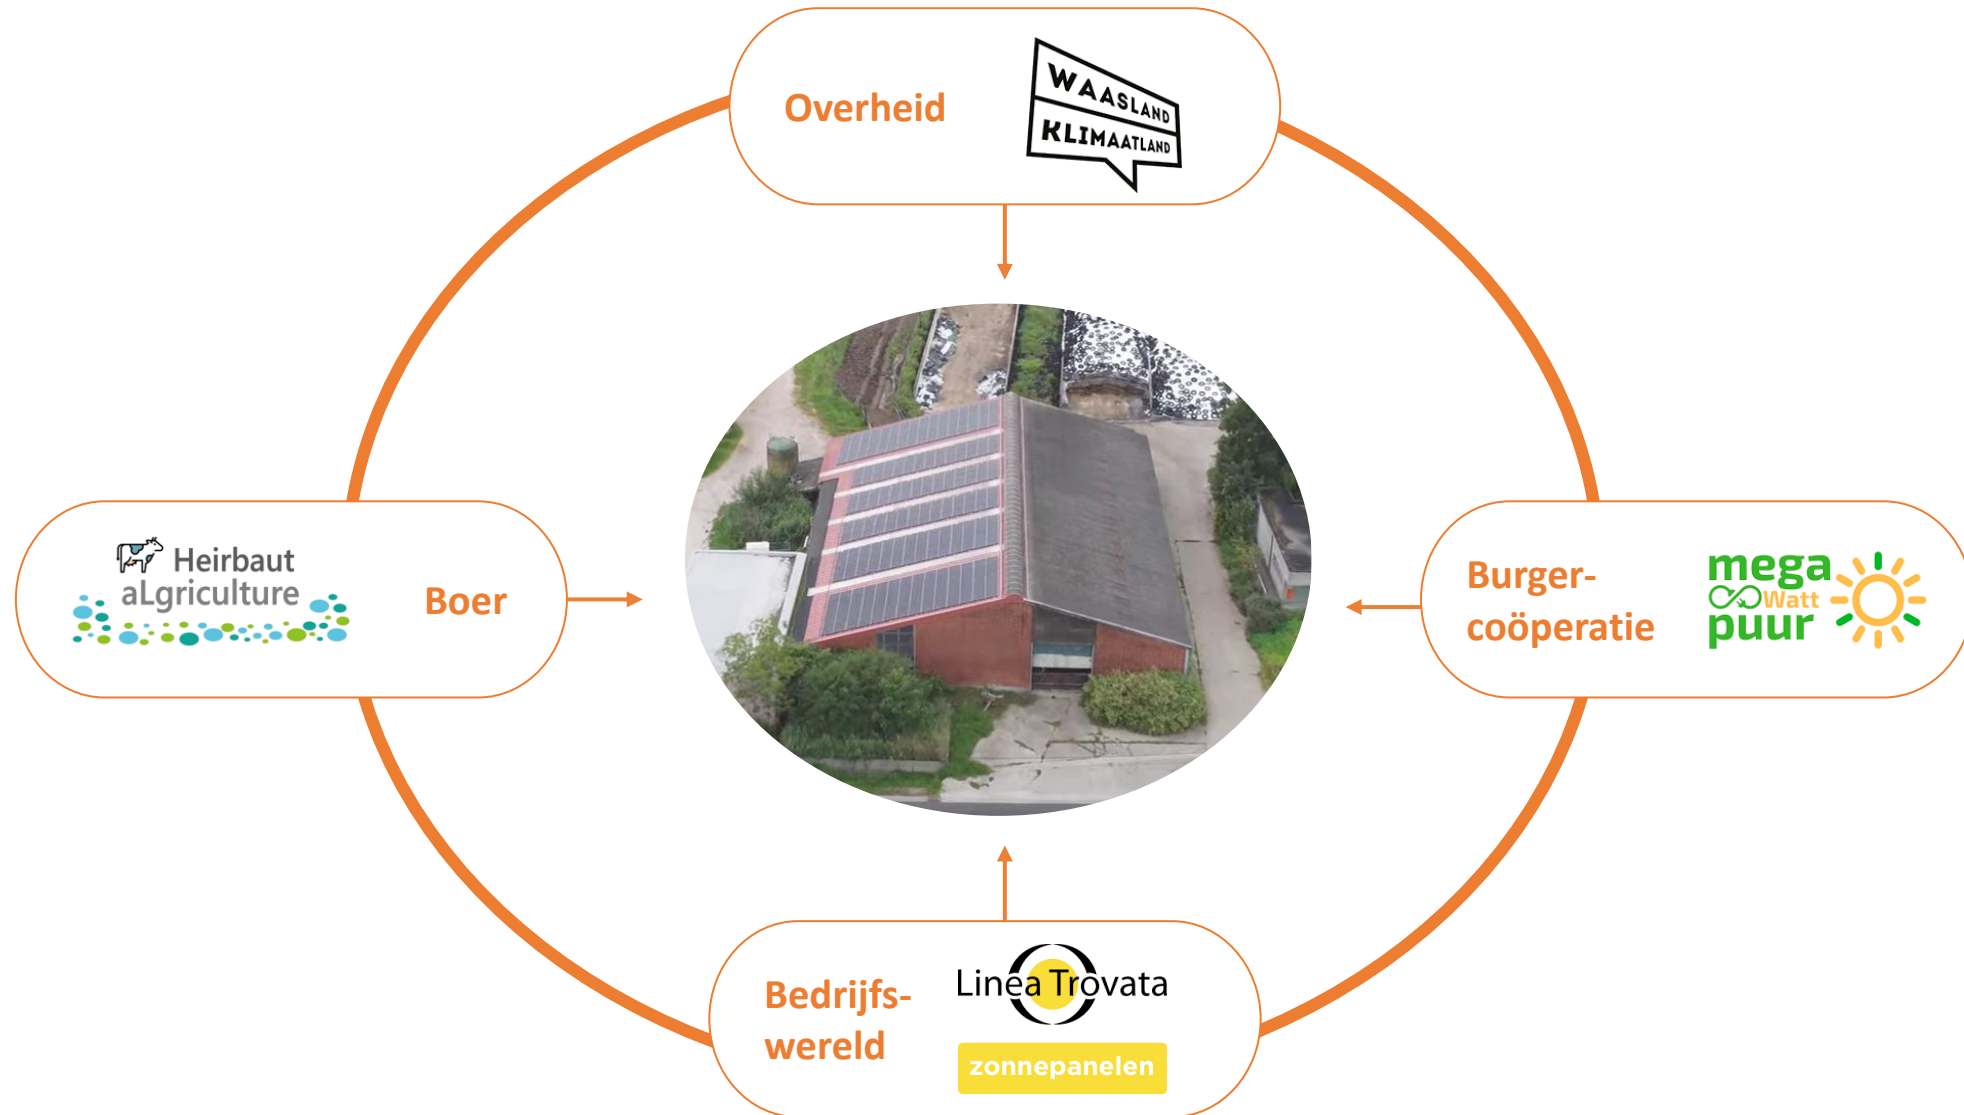 Overheid
WAASLAND
KLIMAATLAND
Heirbaut
aLgriculture
Boer
Burger-
coöperatie
mega
Watt
puur
Bedrijfs-
wereld
Linea Trovata
zonnepanelen